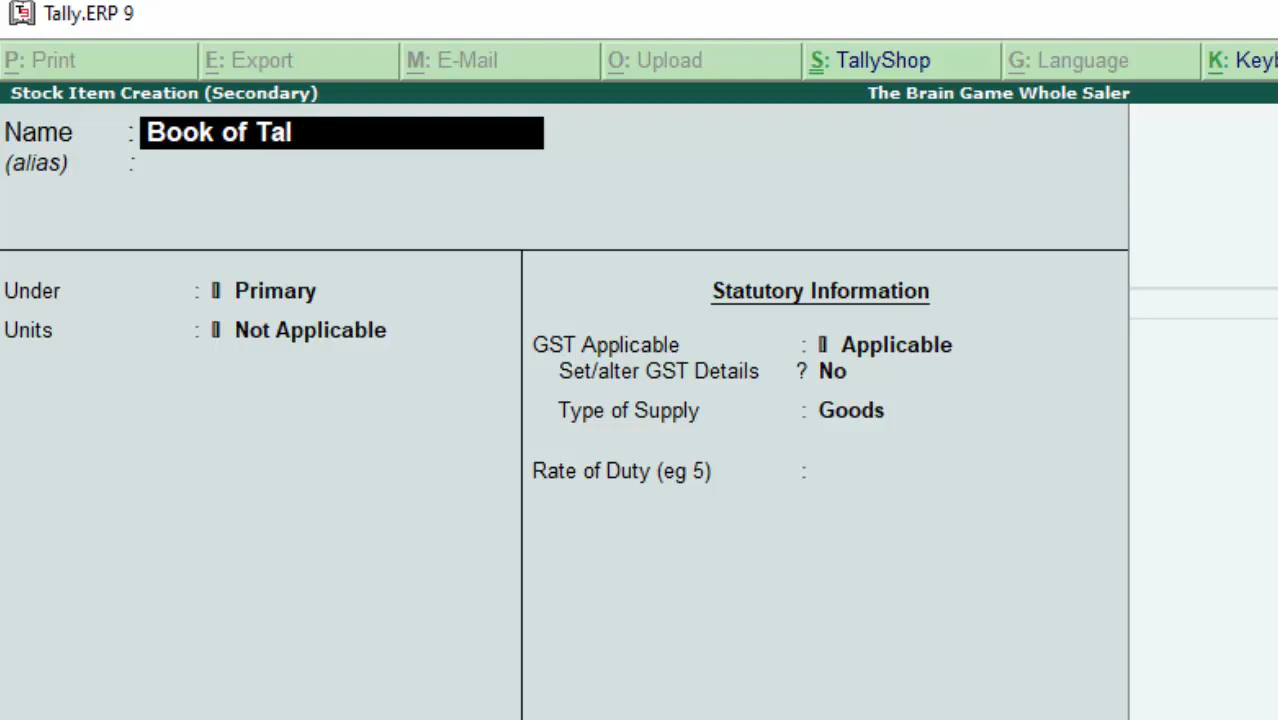 Tally.ERP 9
P: Print E: Export M: E-Mail O: Upload S: TallyShop G: Language K:
Stock Item Creation (Secondary) The Brain Game Whole Saler
Name : Book of Tal
(alias) :
Under : Primary
Units : Not Applicable
Statutory Information
GST Applicable : Applicable
Set/alter GST Details ? No
Type of Supply : Goods
Rate of Duty (eg 5) :